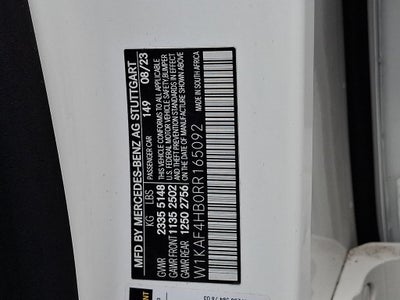 MFD BY MERCEDES-BENZ AG STUTTGART
PASSENGER CAR 149 08/23
KG LBS
GVWR 2335 5148
GAWR FRONT 1135 2502
GAWR REAR 1250 2756
THIS VEHICLE CONFORMS TO ALL APPLICABLE
FEDERAL MOTOR VEHICLE SAFETY, BUMPER
AND THEFT PREVENTION STANDARDS IN EFFECT
ON THE DATE OF MANUFACTURE SHOWN ABOVE
W1KAF4HB0RR165092
MADE IN SOUTH AFRICA